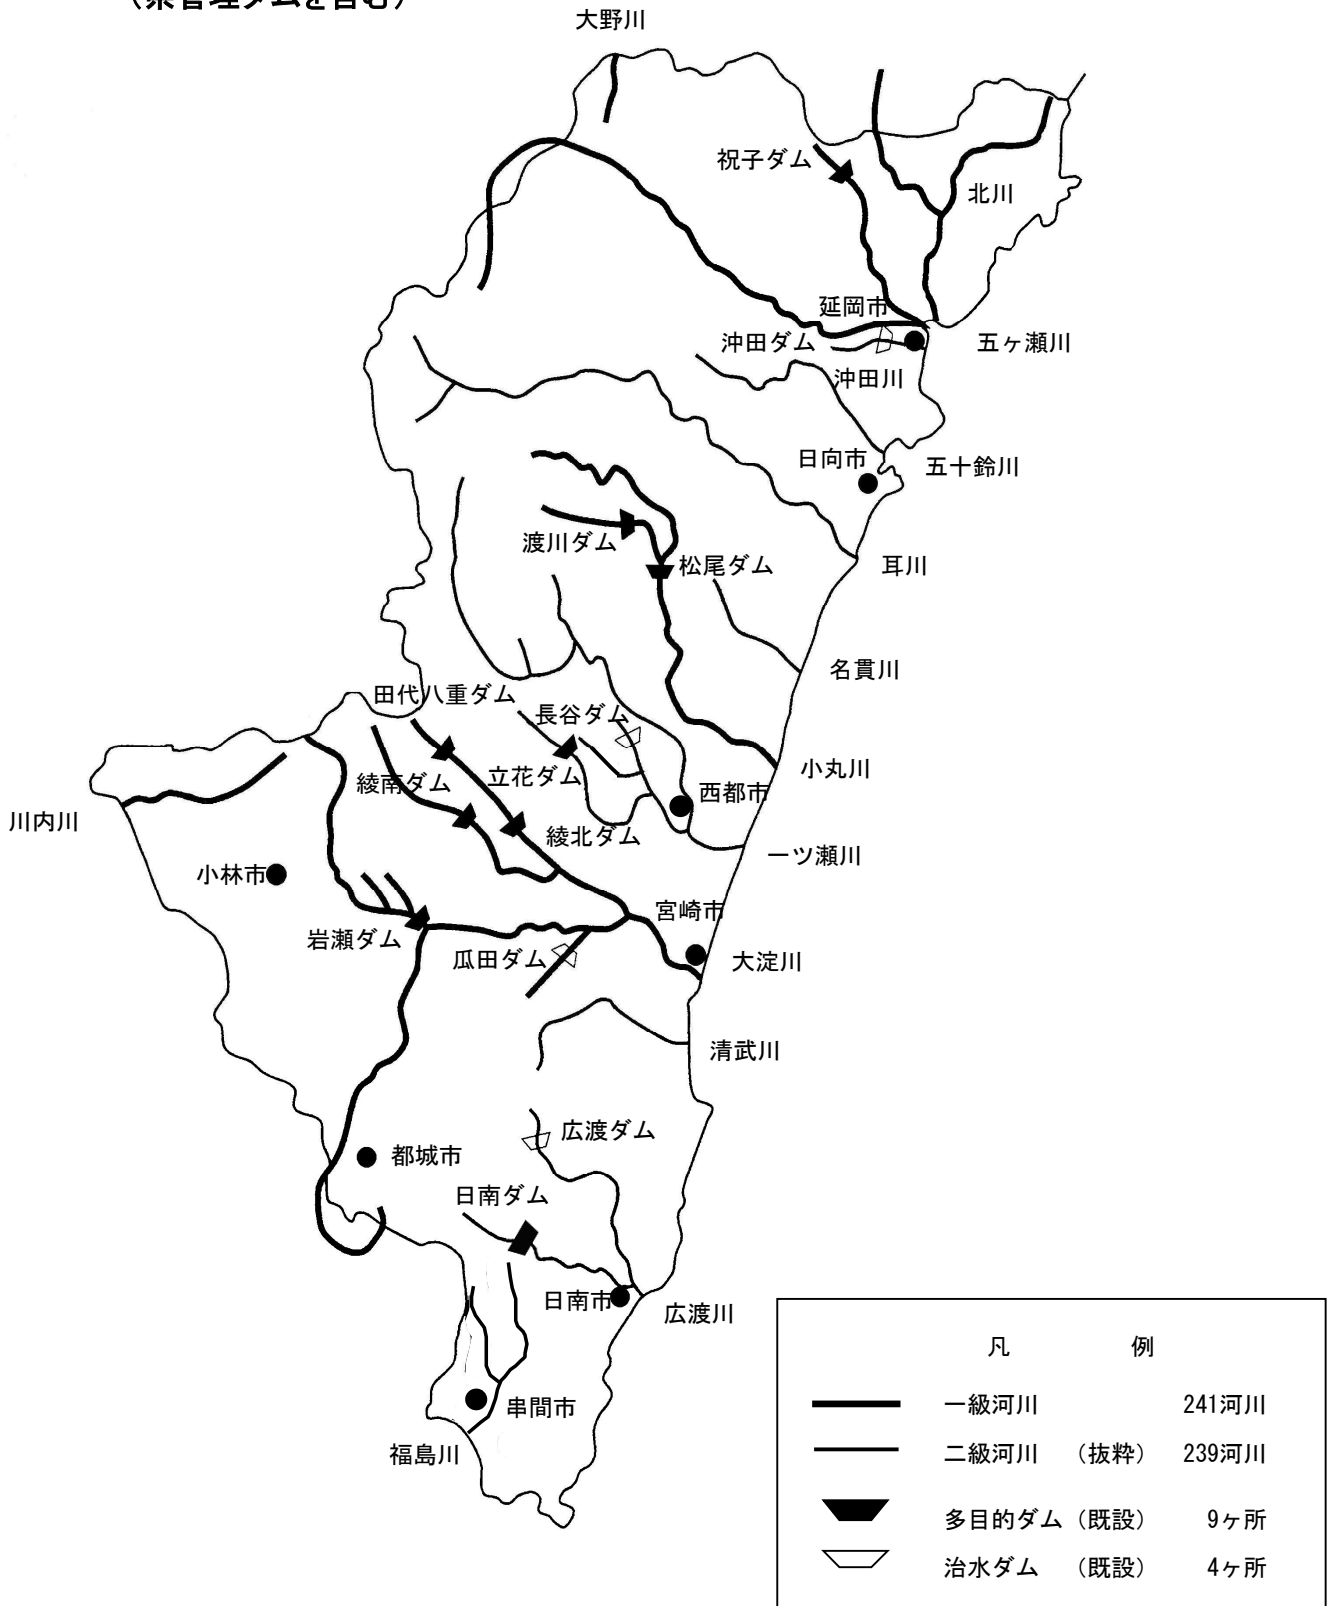 （県管理ダムを含む）
大野川
祝子ダム
北川
延岡市
沖田ダム
五ヶ瀬川
沖田川
日向市
五十鈴川
渡川ダム
松尾ダム
耳川
名貫川
田代八重ダム
長谷ダム
小丸川
綾南ダム
立花ダム
西都市
川内川
綾北ダム
一ツ瀬川
小林市
宮崎市
岩瀬ダム
瓜田ダム
大淀川
清武川
広渡ダム
都城市
日南ダム
日南市
広渡川
串間市
福島川
凡　例
一級河川 241河川
二級河川 （抜粋） 239河川
多目的ダム （既設） 9ヶ所
治水ダム （既設） 4ヶ所